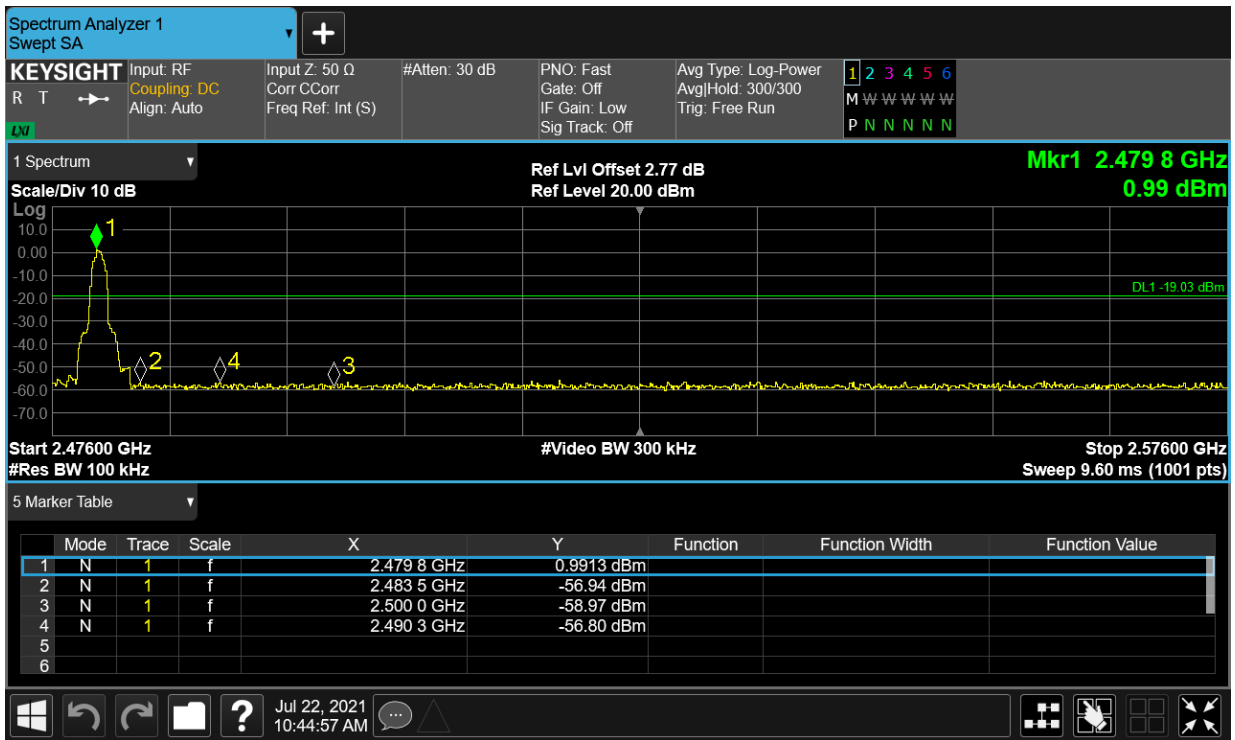 Spectrum Analyzer 1
Swept SA
KEYSIGHT
R T
LXI
Input: RF
Coupling: DC
Align: Auto
Input Z: 50 Ω
Corr CCorr
Freq Ref: Int (S)
#Atten: 30 dB
PNO: Fast
Gate: Off
IF Gain: Low
Sig Track: Off
Avg Type: Log-Power
Avg|Hold: 300/300
Trig: Free Run
1 2 3 4 5 6
M W W W W W
P N N N N N
1 Spectrum
Scale/Div 10 dB
Ref Lvl Offset 2.77 dB
Ref Level 20.00 dBm
Mkr1 2.479 8 GHz
0.99 dBm
Log
10.0
0.00
-10.0
-20.0
-30.0
-40.0
-50.0
-60.0
-70.0
1
2
4
3
DL1 -19.03 dBm
Start 2.47600 GHz
#Res BW 100 kHz
#Video BW 300 kHz
Stop 2.57600 GHz
Sweep 9.60 ms (1001 pts)
5 Marker Table
Mode Trace Scale X Y Function Function Width Function Value
1 N 1 f 2.479 8 GHz 0.9913 dBm
2 N 1 f 2.483 5 GHz -56.94 dBm
3 N 1 f 2.500 0 GHz -58.97 dBm
4 N 1 f 2.490 3 GHz -56.80 dBm
5
6
?
Jul 22, 2021
10:44:57 AM